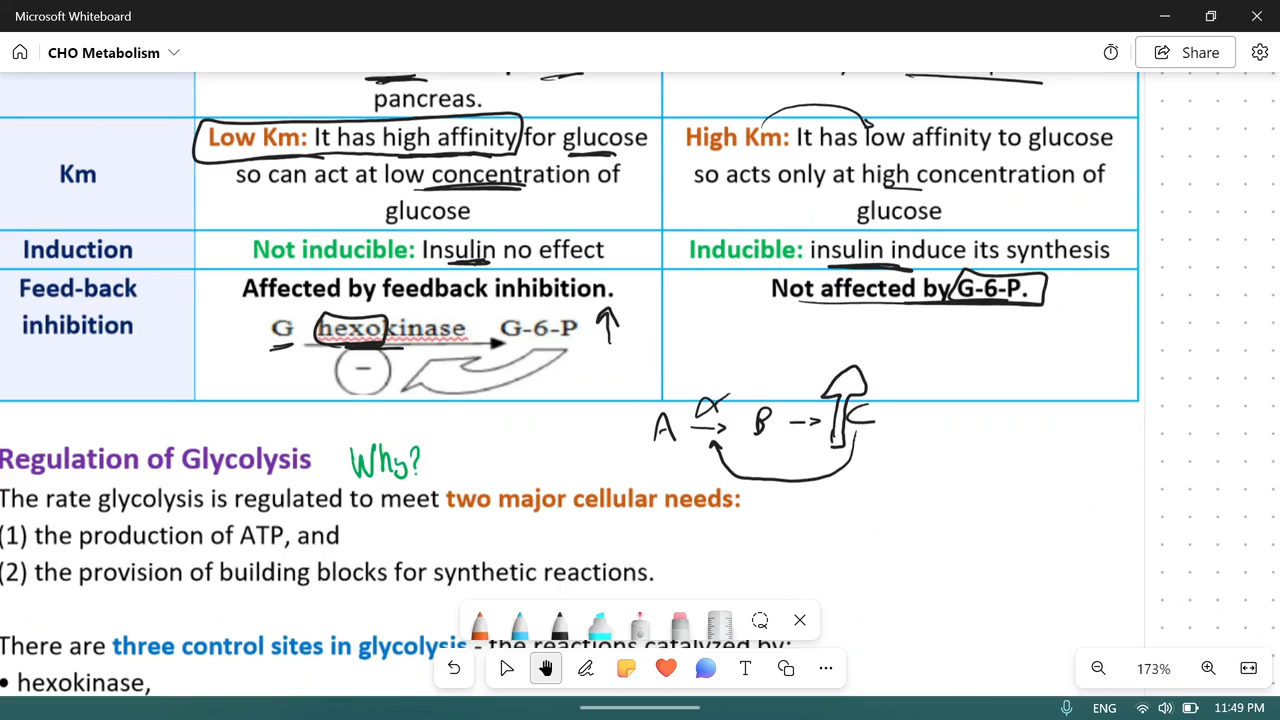 Microsoft Whiteboard
CHO Metabolism
Share
pancreas.
Km
Low Km: It has high affinity for glucose
so can act at low concentration of
glucose
High Km: It has low affinity to glucose
so acts only at high concentration of
glucose
Induction
Not inducible: Insulin no effect
Inducible: insulin induce its synthesis
Feed-back
inhibition
Affected by feedback inhibition.
G hexokinase G-6-P
−
Not affected by G-6-P.
A α → B → C
Regulation of Glycolysis Why?
The rate glycolysis is regulated to meet two major cellular needs:
(1) the production of ATP, and
(2) the provision of building blocks for synthetic reactions.
There are three control sites in glycolysis - the reactions catalyzed by:
• hexokinase,
T
173%
ENG
11:49 PM